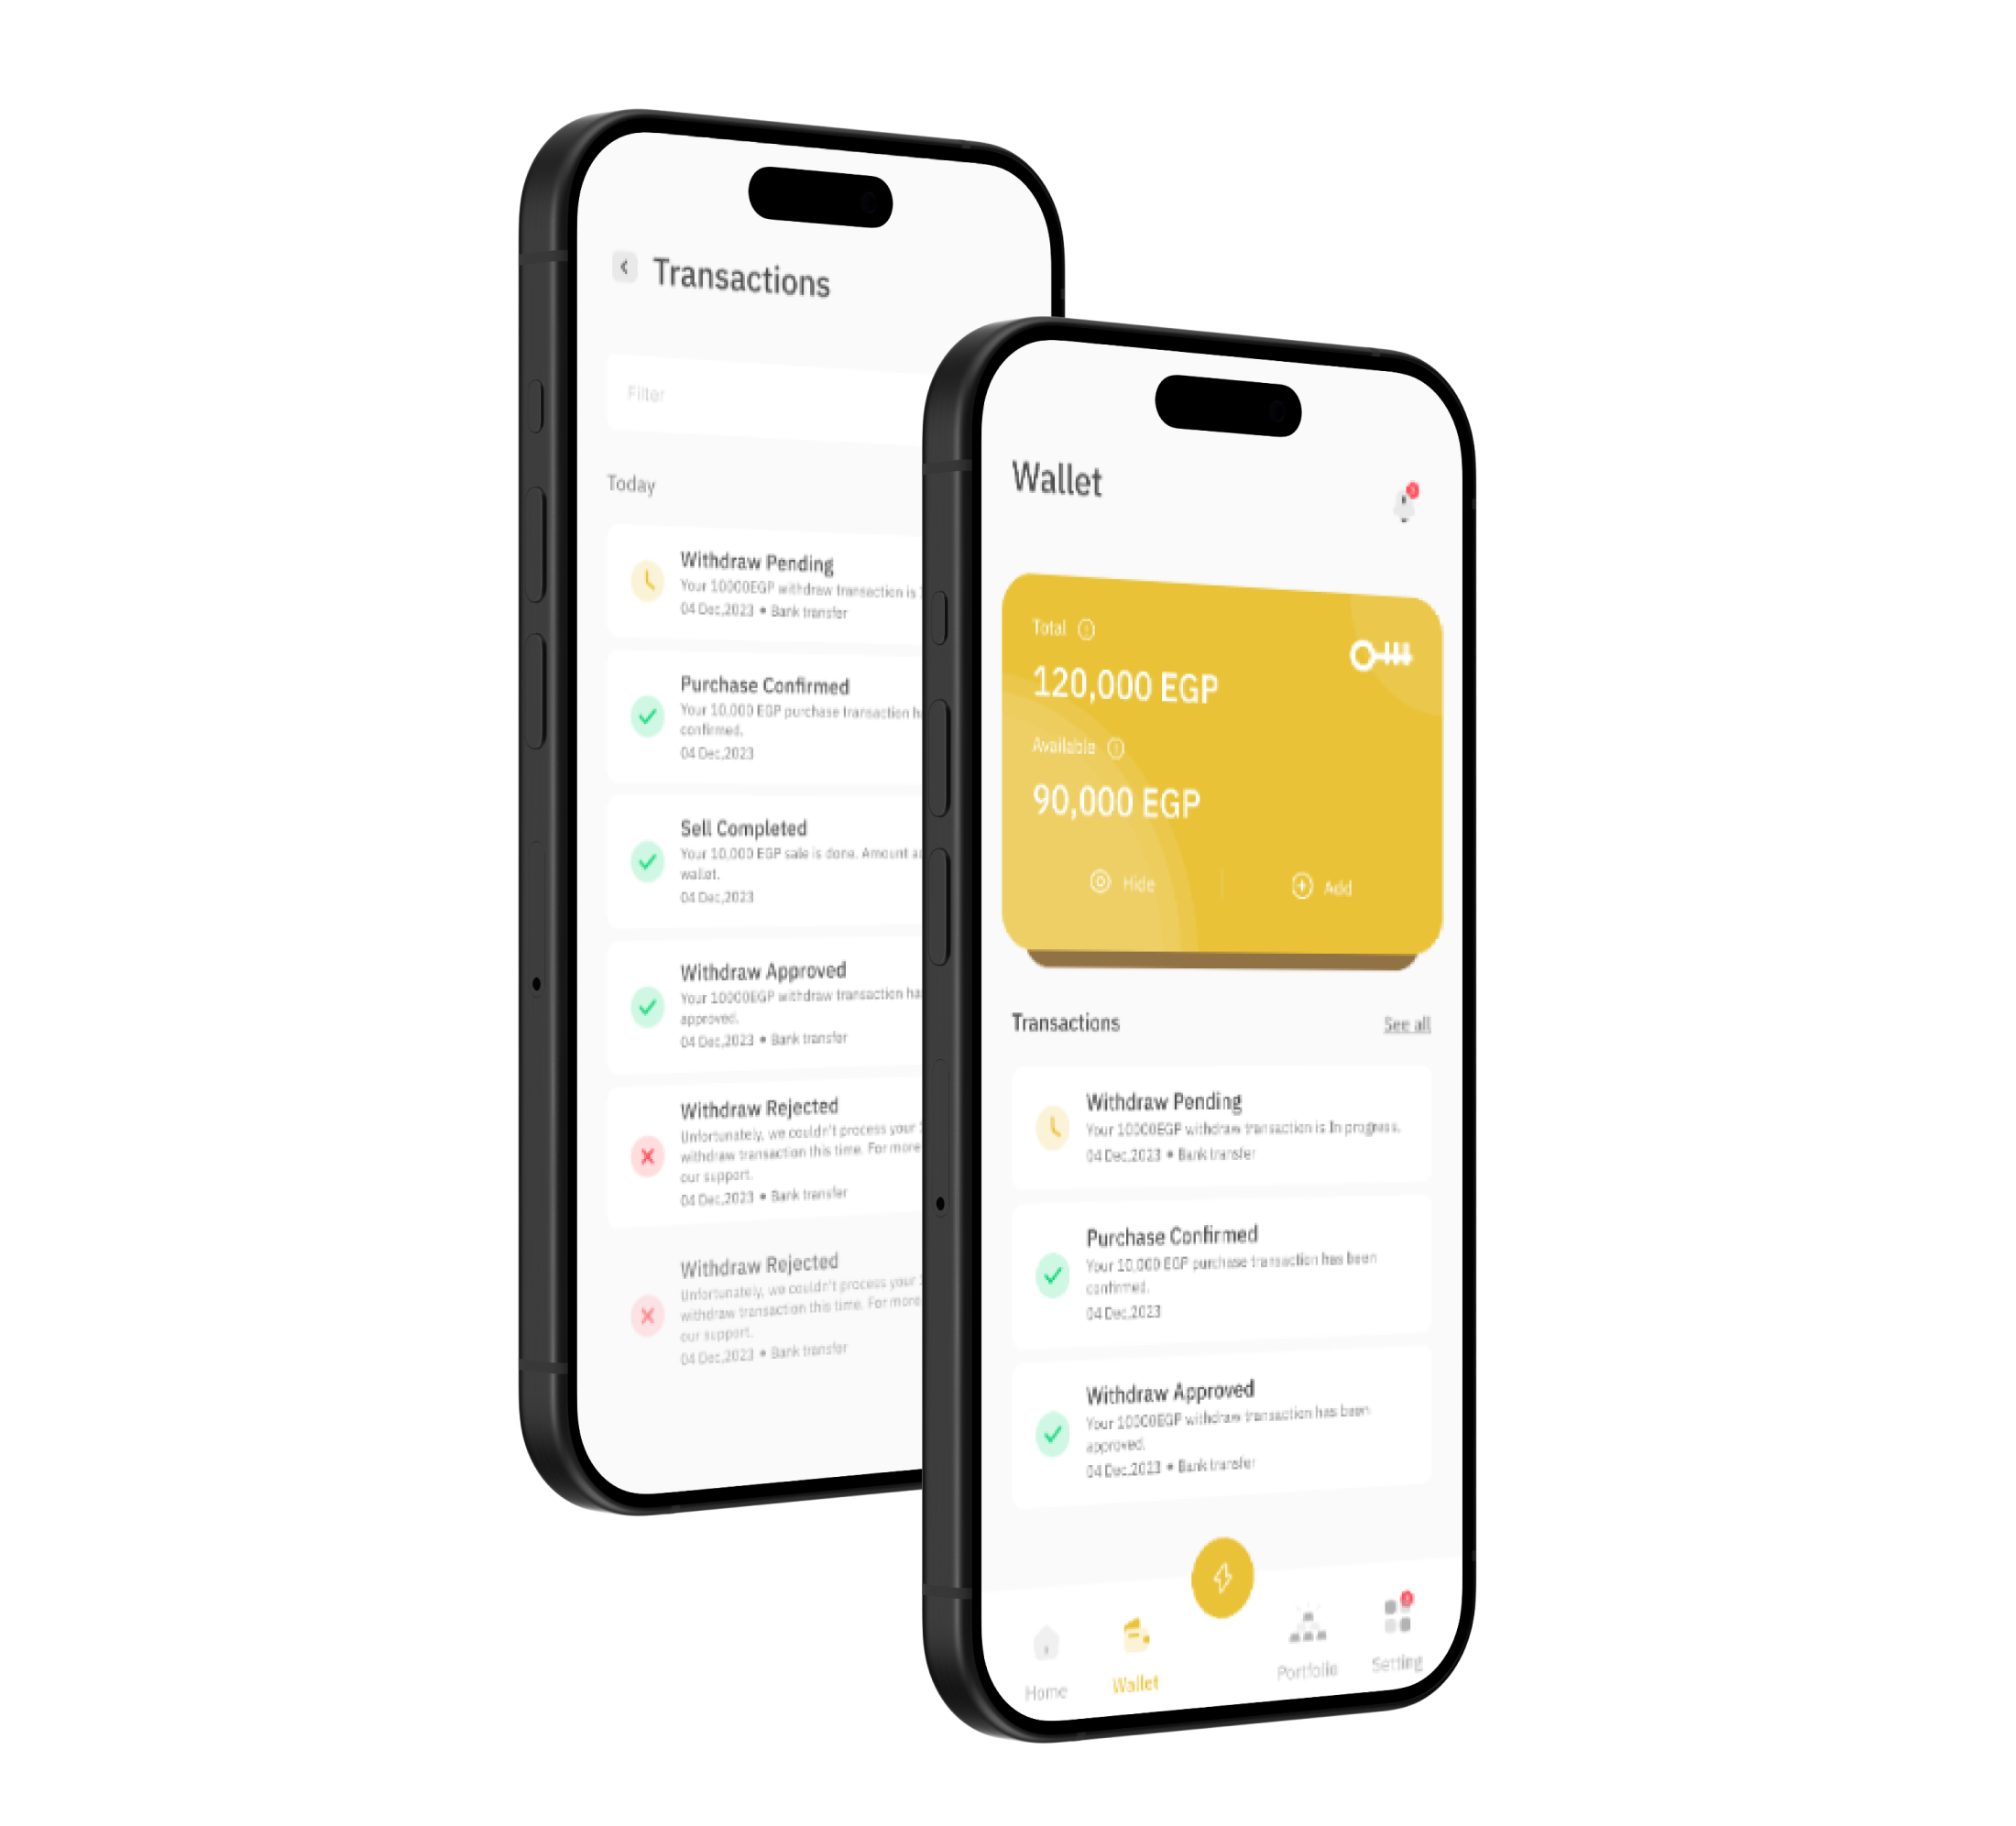 Transactions
Filter
Today
Withdraw Pending
Your 10000EGP withdraw transaction is
04 Dec,2023 • Bank transfer
Purchase Confirmed
Your 10,000 EGP purchase transaction
confirmed.
04 Dec,2023
Sell Completed
Your 10,000 EGP sale is done. Amount
wallet.
04 Dec,2023
Withdraw Approved
Your 10000EGP withdraw transaction ha
approved.
04 Dec,2023 • Bank transfer
Withdraw Rejected
Unfortunately, we couldn't process your
withdraw transaction this time. For more
our support.
04 Dec,2023 • Bank transfer
Withdraw Rejected
Unfortunately, we couldn't process your
withdraw transaction this time. For more
our support.
04 Dec,2023 • Bank transfer
Wallet
Total
120,000 EGP
Available
90,000 EGP
Hide
Add
Transactions
See all
Withdraw Pending
Your 10000EGP withdraw transaction is In progress.
04 Dec,2023 • Bank transfer
Purchase Confirmed
Your 10,000 EGP purchase transaction has been
confirmed.
04 Dec,2023
Withdraw Approved
Your 10000EGP withdraw transaction has been
approved.
04 Dec,2023 • Bank transfer
Home
Wallet
Portfolio
Setting